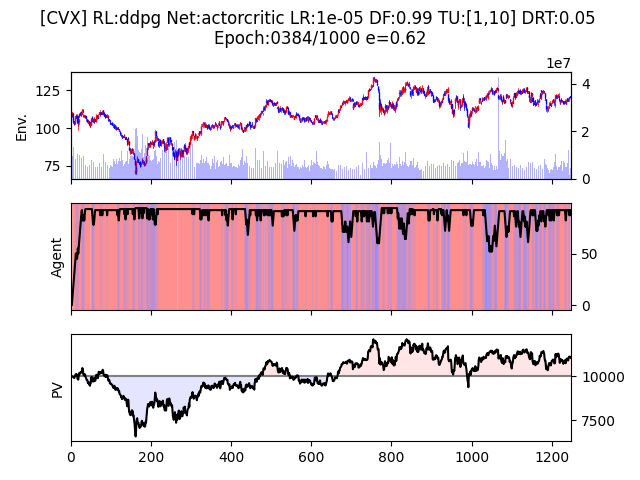 [CVX] RL:ddpg Net:actorcritic LR:1e-05 DF:0.99 TU:[1,10] DRT:0.05
Epoch:0384/1000 e=0.62
1e7
125
100
75
Env.
4
2
0
Agent
50
0
PV
10000
7500
0 200 400 600 800 1000 1200